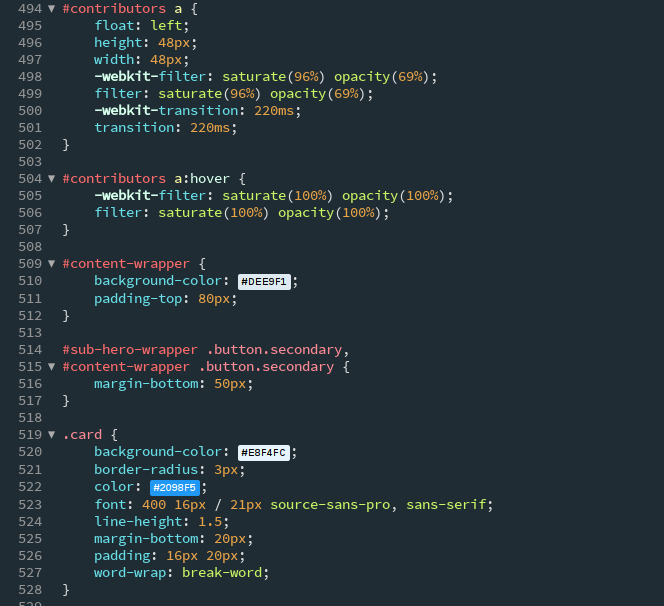 494 ▼ #contributors a {
495 float: left;
496 height: 48px;
497 width: 48px;
498 -webkit-filter: saturate(96%) opacity(69%);
499 filter: saturate(96%) opacity(69%);
500 -webkit-transition: 220ms;
501 transition: 220ms;
502 }
503
504 ▼ #contributors a:hover {
505 -webkit-filter: saturate(100%) opacity(100%);
506 filter: saturate(100%) opacity(100%);
507 }
508
509 ▼ #content-wrapper {
510 background-color: #DEE9F1;
511 padding-top: 80px;
512 }
513
514 #sub-hero-wrapper .button.secondary,
515 ▼ #content-wrapper .button.secondary {
516 margin-bottom: 50px;
517 }
518
519 ▼ .card {
520 background-color: #E8F4FC;
521 border-radius: 3px;
522 color: #2098F5;
523 font: 400 16px / 21px source-sans-pro, sans-serif;
524 line-height: 1.5;
525 margin-bottom: 20px;
526 padding: 16px 20px;
527 word-wrap: break-word;
528 }